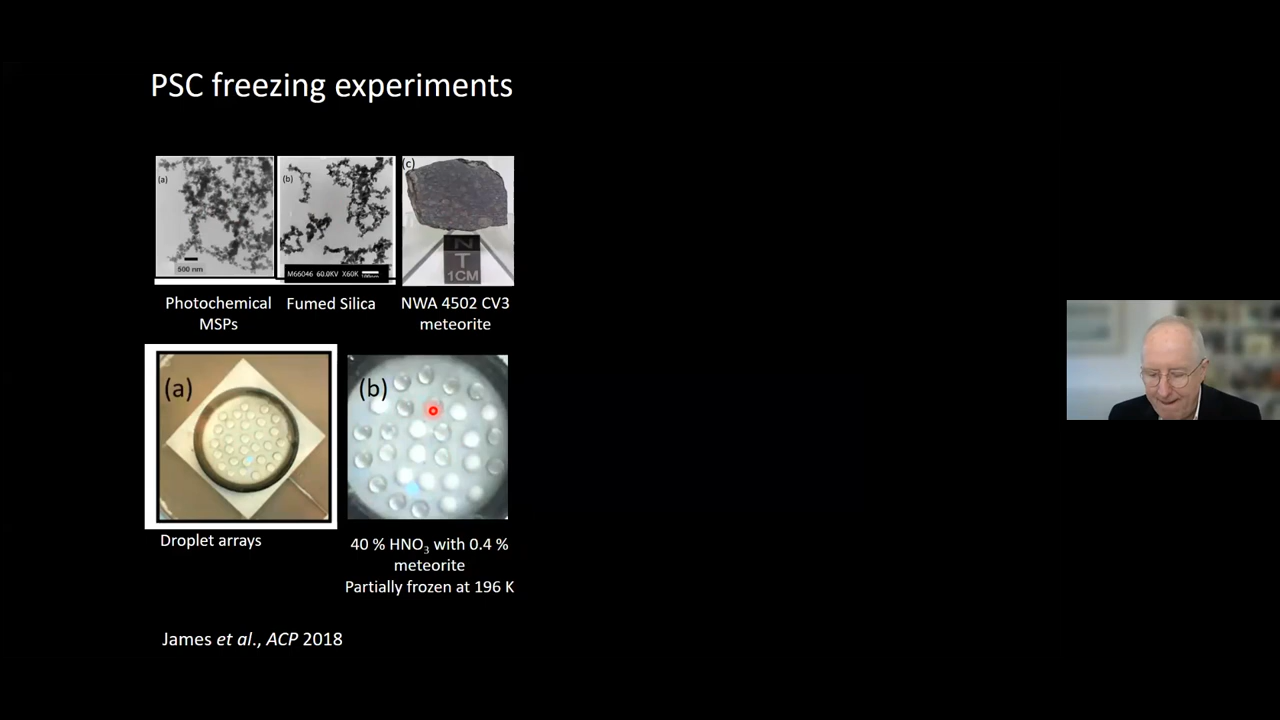 PSC freezing experiments
(a)
(b)
(c)
500 nm
M66046 60.0KV X60K 100nm
N
T
1CM
Photochemical
MSPs
Fumed Silica
NWA 4502 CV3
meteorite
(a)
(b)
Droplet arrays
40 % HNO₃ with 0.4 %
meteorite
Partially frozen at 196 K
James et al., ACP 2018